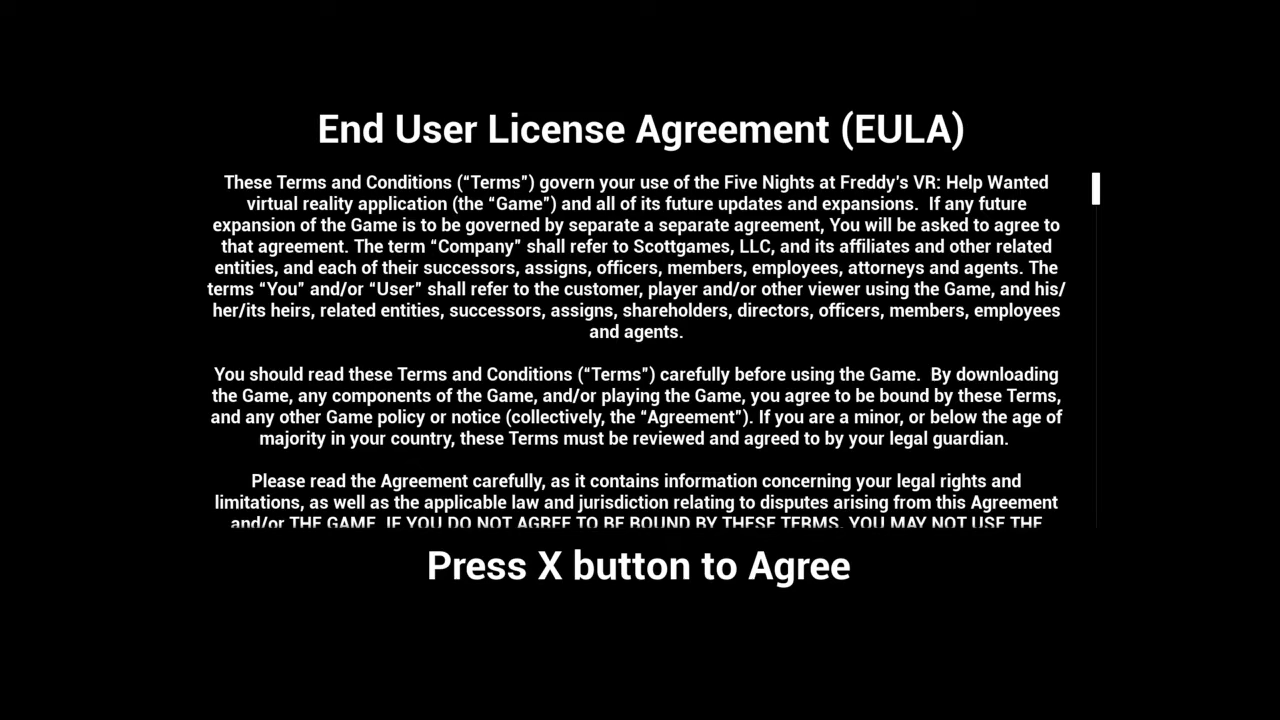 End User License Agreement (EULA)
These Terms and Conditions (“Terms”) govern your use of the Five Nights at Freddy’s VR: Help Wanted
virtual reality application (the “Game”) and all of its future updates and expansions.  If any future
expansion of the Game is to be governed by separate a separate agreement, You will be asked to agree to
that agreement. The term “Company” shall refer to Scottgames, LLC, and its affiliates and other related
entities, and each of their successors, assigns, officers, members, employees, attorneys and agents. The
terms “You” and/or “User” shall refer to the customer, player and/or other viewer using the Game, and his/
her/its heirs, related entities, successors, assigns, shareholders, directors, officers, members, employees
and agents.
You should read these Terms and Conditions (“Terms”) carefully before using the Game.  By downloading
the Game, any components of the Game, and/or playing the Game, you agree to be bound by these Terms,
and any other Game policy or notice (collectively, the “Agreement”). If you are a minor, or below the age of
majority in your country, these Terms must be reviewed and agreed to by your legal guardian.
Please read the Agreement carefully, as it contains information concerning your legal rights and
limitations, as well as the applicable law and jurisdiction relating to disputes arising from this Agreement
and/or THE GAME. IF YOU DO NOT AGREE TO BE BOUND BY THESE TERMS, YOU MAY NOT USE THE
Press X button to Agree